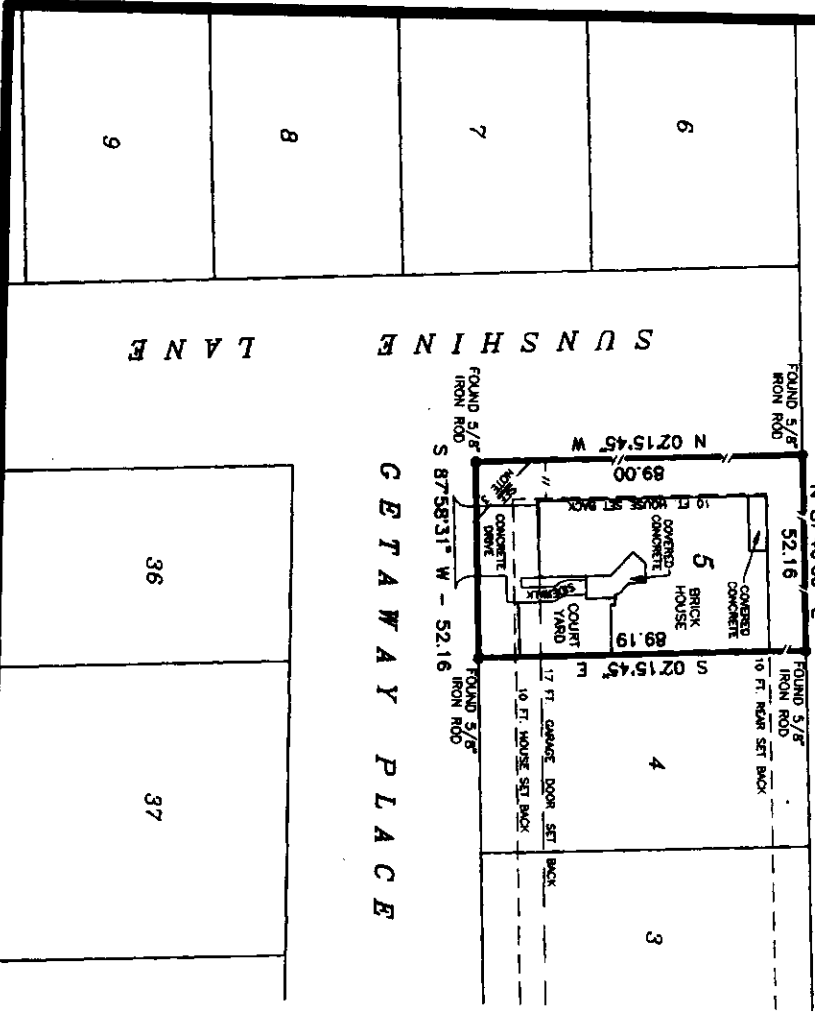 6
7
8
9
SUNSHINE LANE
FOUND 5/8"
IRON ROD
52.16
FOUND 5/8"
IRON ROD
N 02°15'45" W
89.00
10 FT. HOUSE SET BACK
COVERED
CONCRETE
5
BRICK
HOUSE
COVERED
CONCRETE
SIDEWALK
COURT
YARD
89.19
S 02°15'45" E
SEE
NOTE
CONCRETE
DRIVE
FOUND 5/8"
IRON ROD
S 87°58'31" W - 52.16
FOUND 5/8"
IRON ROD
10 FT. REAR SET BACK
17 FT. GARAGE DOOR SET BACK
10 FT. HOUSE SET BACK
4
3
GETAWAY PLACE
36
37